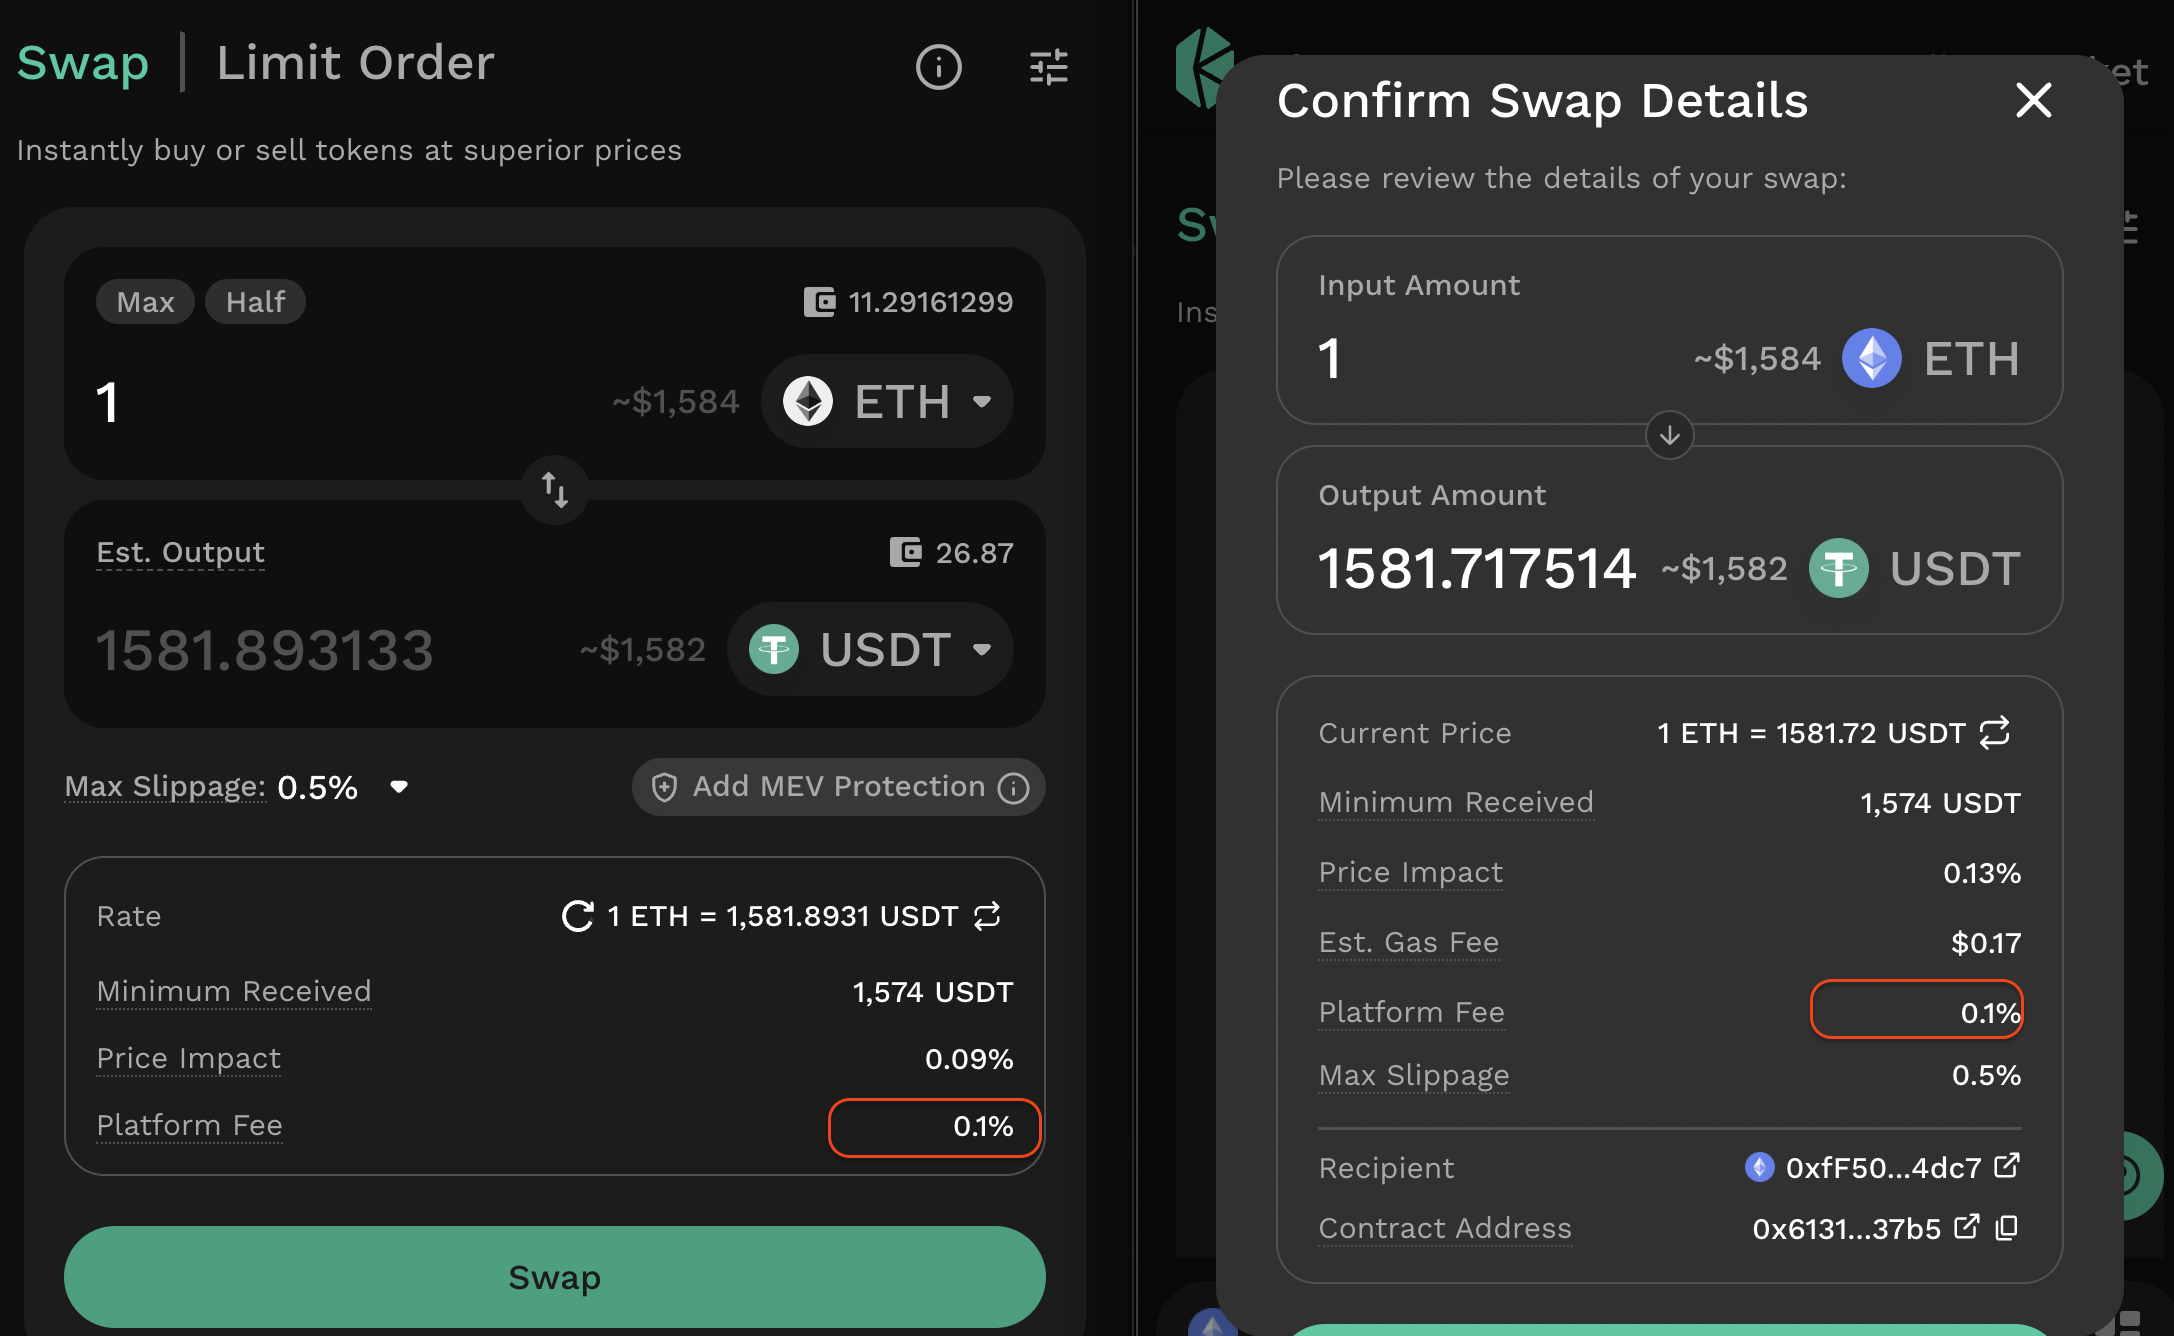 Swap | Limit Order
Instantly buy or sell tokens at superior prices
Max Half 11.29161299
1 ~$1,584 ETH
Est. Output 26.87
1581.893133 ~$1,582 USDT
Max Slippage: 0.5% Add MEV Protection
Rate 1 ETH = 1,581.8931 USDT
Minimum Received 1,574 USDT
Price Impact 0.09%
Platform Fee 0.1%
Swap
Confirm Swap Details
Please review the details of your swap:
Input Amount
1 ~$1,584 ETH
Output Amount
1581.717514 ~$1,582 USDT
Current Price 1 ETH = 1581.72 USDT
Minimum Received 1,574 USDT
Price Impact 0.13%
Est. Gas Fee $0.17
Platform Fee 0.1%
Max Slippage 0.5%
Recipient 0xfF50...4dc7
Contract Address 0x6131...37b5